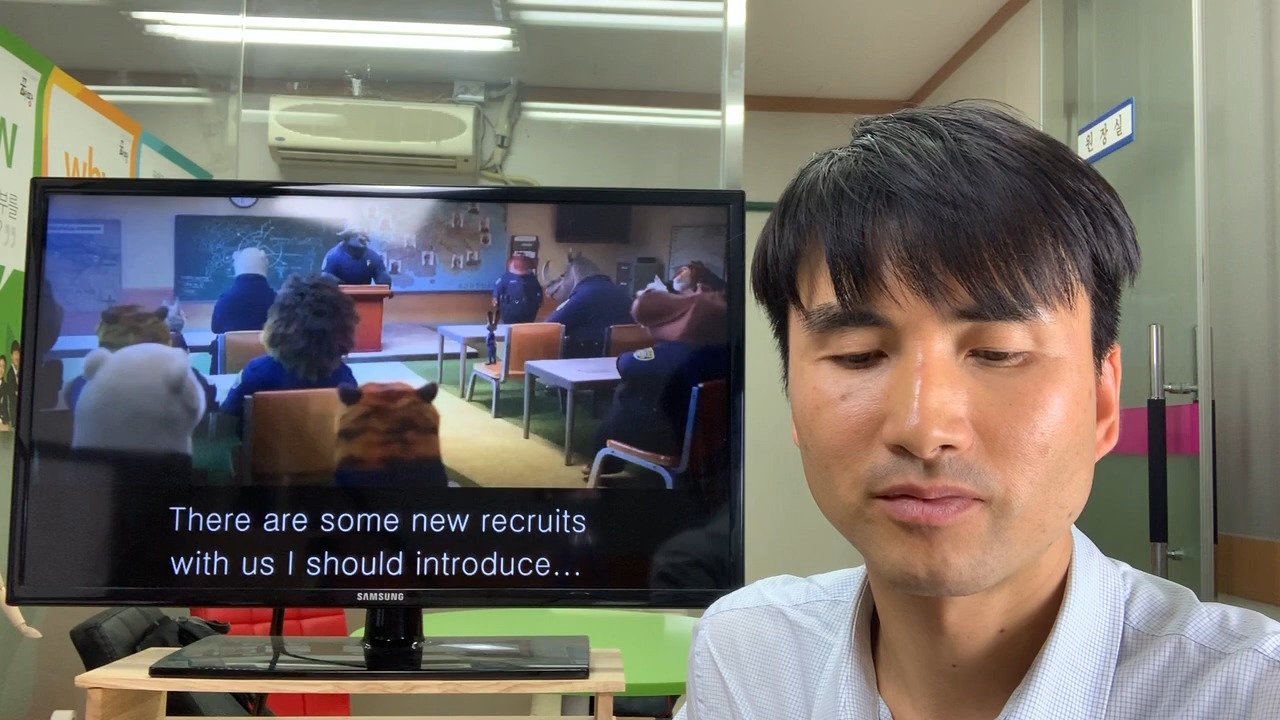 원장실
There are some new recruits
with us I should introduce...
SAMSUNG